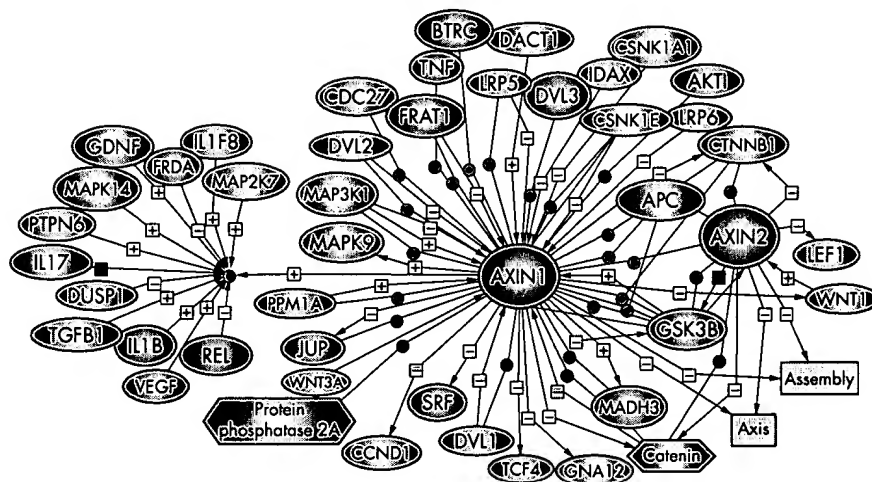 BTRC
DACT1
CSNK1A1
TNF
LRP5
IDAX
AKTI
CDC27
FRAT1
DVL3
CSNK1E
LRP6
GDNF
IL1F8
DVL2
CTNNB1
FRDA
MAPK14
MAP2K7
MAP3K1
APC
PTPN6
MAPK9
AXIN1
AXIN2
LEF1
IL17
DUSP1
PPM1A
WNT1
TGFB1
IL1B
REL
JUP
GSK3B
VEGF
WNT3A
SRF
MADH3
Assembly
Protein
phosphatase 2A
CCND1
DVL1
TCF4
GNA12
Catenin
Axis